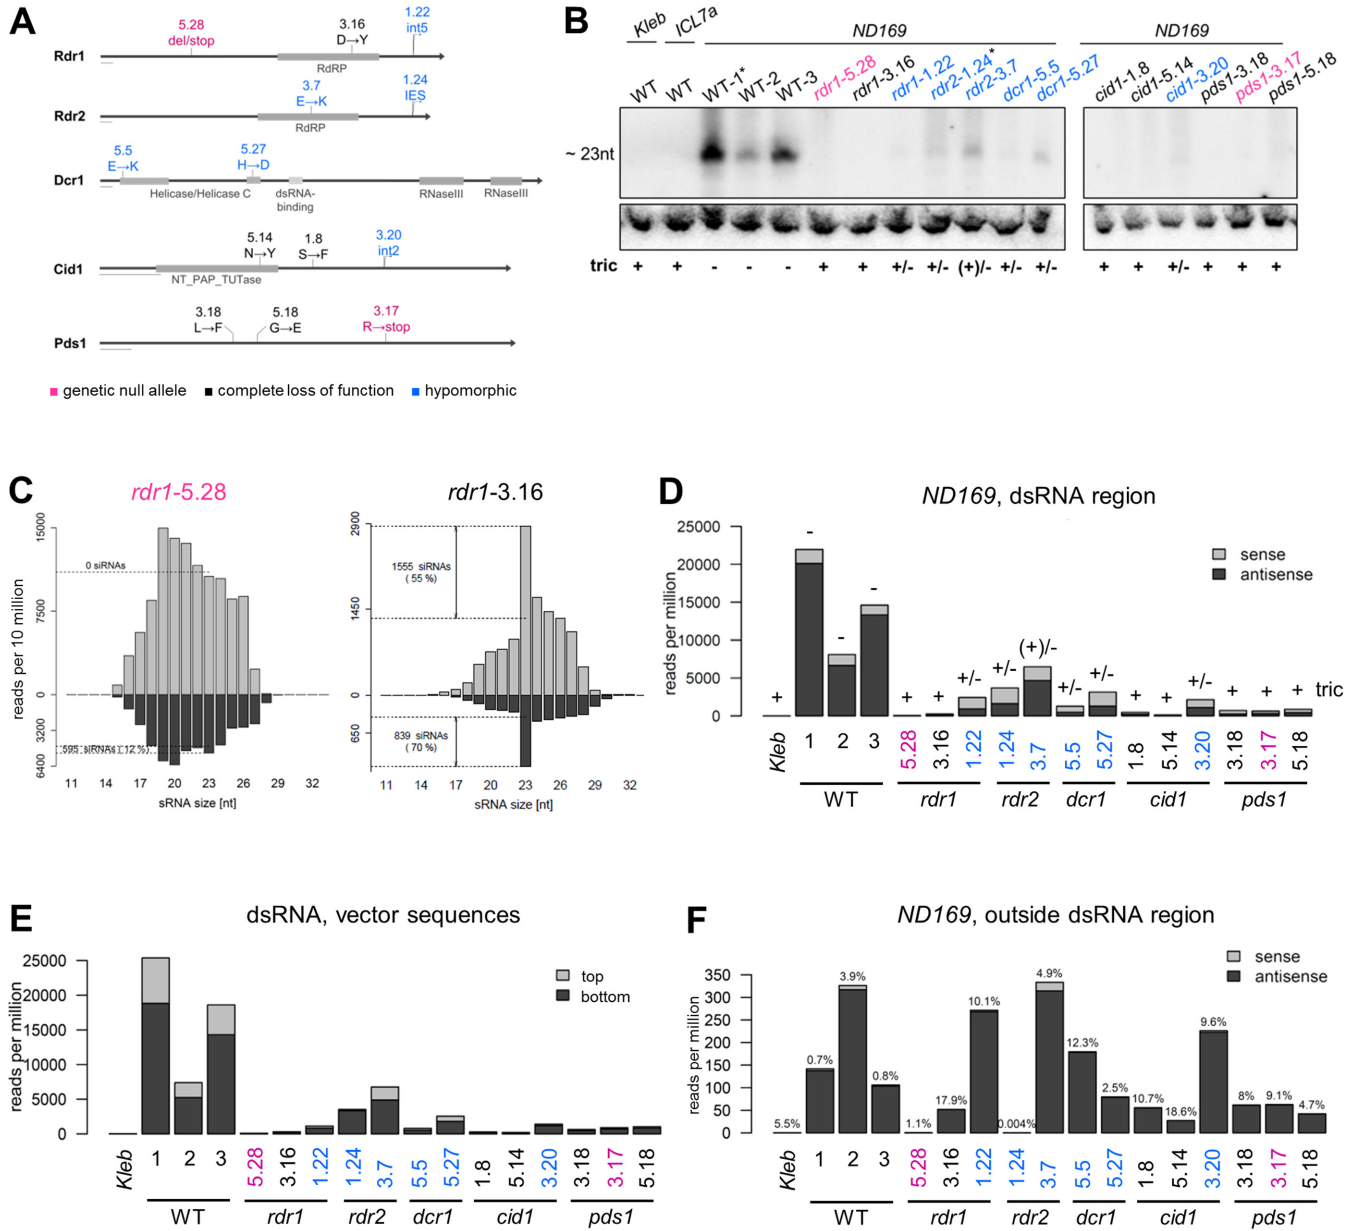 A
5.28
del/stop
3.16
D→Y
1.22
int5
Rdr1
RdRP
3.7
E→K
1.24
IES
Rdr2
RdRP
5.5
E→K
5.27
H→D
Dcr1
Helicase/Helicase C
dsRNA-
binding
RNaseIII
RNaseIII
5.14
N→Y
1.8
S→F
3.20
int2
Cid1
NT_PAP_TUTase
3.18
L→F
5.18
G→E
3.17
R→stop
Pds1
genetic null allele
complete loss of function
hypomorphic
B
Kleb
ICL7a
ND169
ND169
WT
WT
WT-1*
WT-2
WT-3
rdr1-5.28
rdr1-3.16
rdr1-1.22
rdr2-1.24*
rdr2-3.7
dcr1-5.5
dcr1-5.27
cid1-1.8
cid1-5.14
cid1-3.20
pds1-3.18
pds1-3.17
pds1-5.18
~ 23nt
tric + + - - - + + +/- +/- (+)/- +/- +/- + + +/- + + +
C
rdr1-5.28
reads per 10 million
15000
7500
0
3200
6400
0 siRNAs
595 siRNAs ( 12 %)
11 14 17 20 23 26 29 32
sRNA size [nt]
rdr1-3.16
2900
1450
0
650
1555 siRNAs
( 55 %)
839 siRNAs
( 70 %)
11 14 17 20 23 26 29 32
sRNA size [nt]
D
ND169, dsRNA region
reads per million
25000
20000
15000
10000
5000
0
sense
antisense
+ - - - + + +/- +/- (+)/- +/- +/- + + +/- + + + tric
Kleb 1 2 3 5.28 3.16 1.22 1.24 3.7 5.5 5.27 1.8 5.14 3.20 3.18 3.17 5.18
WT rdr1 rdr2 dcr1 cid1 pds1
E
dsRNA, vector sequences
reads per million
25000
20000
15000
10000
5000
0
top
bottom
Kleb 1 2 3 5.28 3.16 1.22 1.24 3.7 5.5 5.27 1.8 5.14 3.20 3.18 3.17 5.18
WT rdr1 rdr2 dcr1 cid1 pds1
F
ND169, outside dsRNA region
reads per million
350
300
250
200
150
100
50
0
sense
antisense
5.5% 0.7% 3.9% 0.8% 1.1% 17.9% 10.1% 0.004% 4.9% 12.3% 2.5% 10.7% 18.6% 9.6% 8% 9.1% 4.7%
Kleb 1 2 3 5.28 3.16 1.22 1.24 3.7 5.5 5.27 1.8 5.14 3.20 3.18 3.17 5.18
WT rdr1 rdr2 dcr1 cid1 pds1